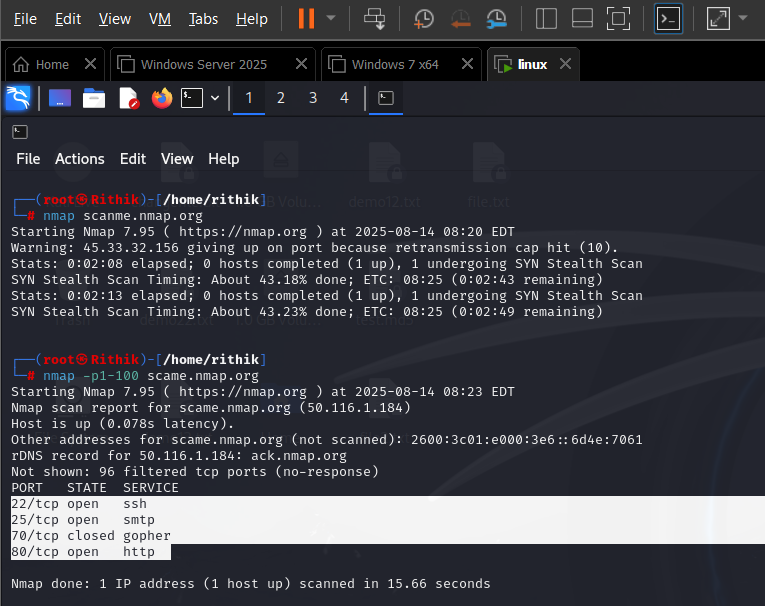 File Edit View VM Tabs Help
Home Windows Server 2025 Windows 7 x64 linux
1 2 3 4
File Actions Edit View Help
demo12.txt file.txt
┌──(root㉿Rithik)-[/home/rithik]
└─# nmap scanme.nmap.org
Starting Nmap 7.95 ( https://nmap.org ) at 2025-08-14 08:20 EDT
Warning: 45.33.32.156 giving up on port because retransmission cap hit (10).
Stats: 0:02:08 elapsed; 0 hosts completed (1 up), 1 undergoing SYN Stealth Scan
SYN Stealth Scan Timing: About 43.18% done; ETC: 08:25 (0:02:43 remaining)
Stats: 0:02:13 elapsed; 0 hosts completed (1 up), 1 undergoing SYN Stealth Scan
SYN Stealth Scan Timing: About 43.23% done; ETC: 08:25 (0:02:49 remaining)
┌──(root㉿Rithik)-[/home/rithik]
└─# nmap -p1-100 scame.nmap.org
Starting Nmap 7.95 ( https://nmap.org ) at 2025-08-14 08:23 EDT
Nmap scan report for scame.nmap.org (50.116.1.184)
Host is up (0.078s latency).
Other addresses for scame.nmap.org (not scanned): 2600:3c01:e000:3e6::6d4e:7061
rDNS record for 50.116.1.184: ack.nmap.org
Not shown: 96 filtered tcp ports (no-response)
PORT STATE SERVICE
22/tcp open ssh
25/tcp open smtp
70/tcp closed gopher
80/tcp open http
Nmap done: 1 IP address (1 host up) scanned in 15.66 seconds